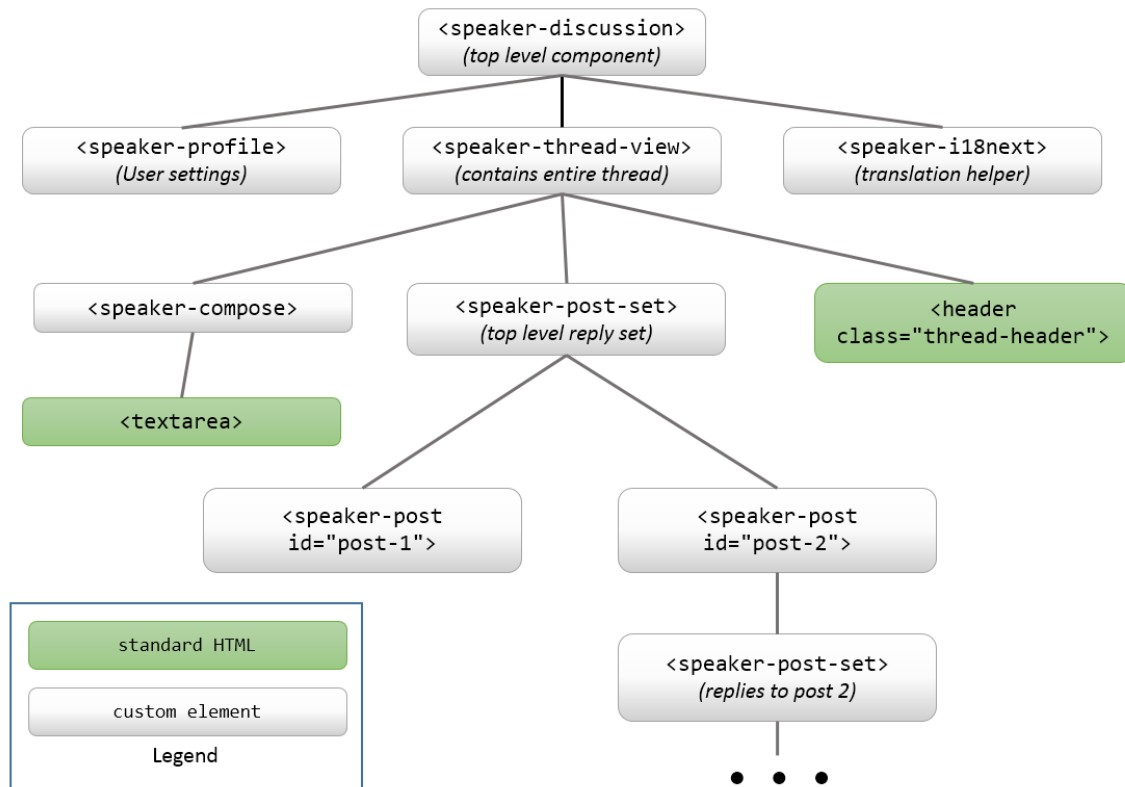 <speaker-discussion>
(top level component)
<speaker-profile>
(User settings)
<speaker-thread-view>
(contains entire thread)
<speaker-i18next>
(translation helper)
<speaker-compose>
<speaker-post-set>
(top level reply set)
<header
class="thread-header">
<textarea>
<speaker-post
id="post-1">
<speaker-post
id="post-2">
<speaker-post-set>
(replies to post 2)
standard HTML
custom element
Legend